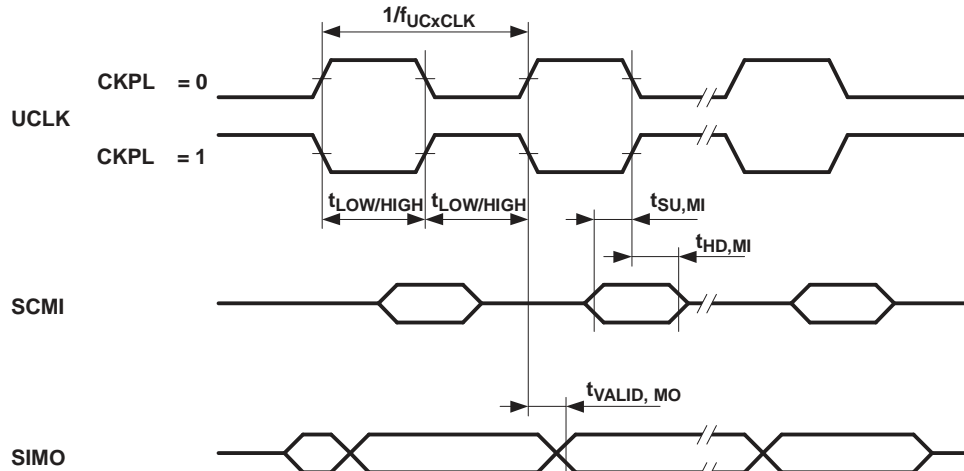 1/fUCxCLK
CKPL = 0
UCLK
CKPL = 1
tLOW/HIGH tLOW/HIGH
tSU,MI
tHD,MI
SCMI
tVALID, MO
SIMO